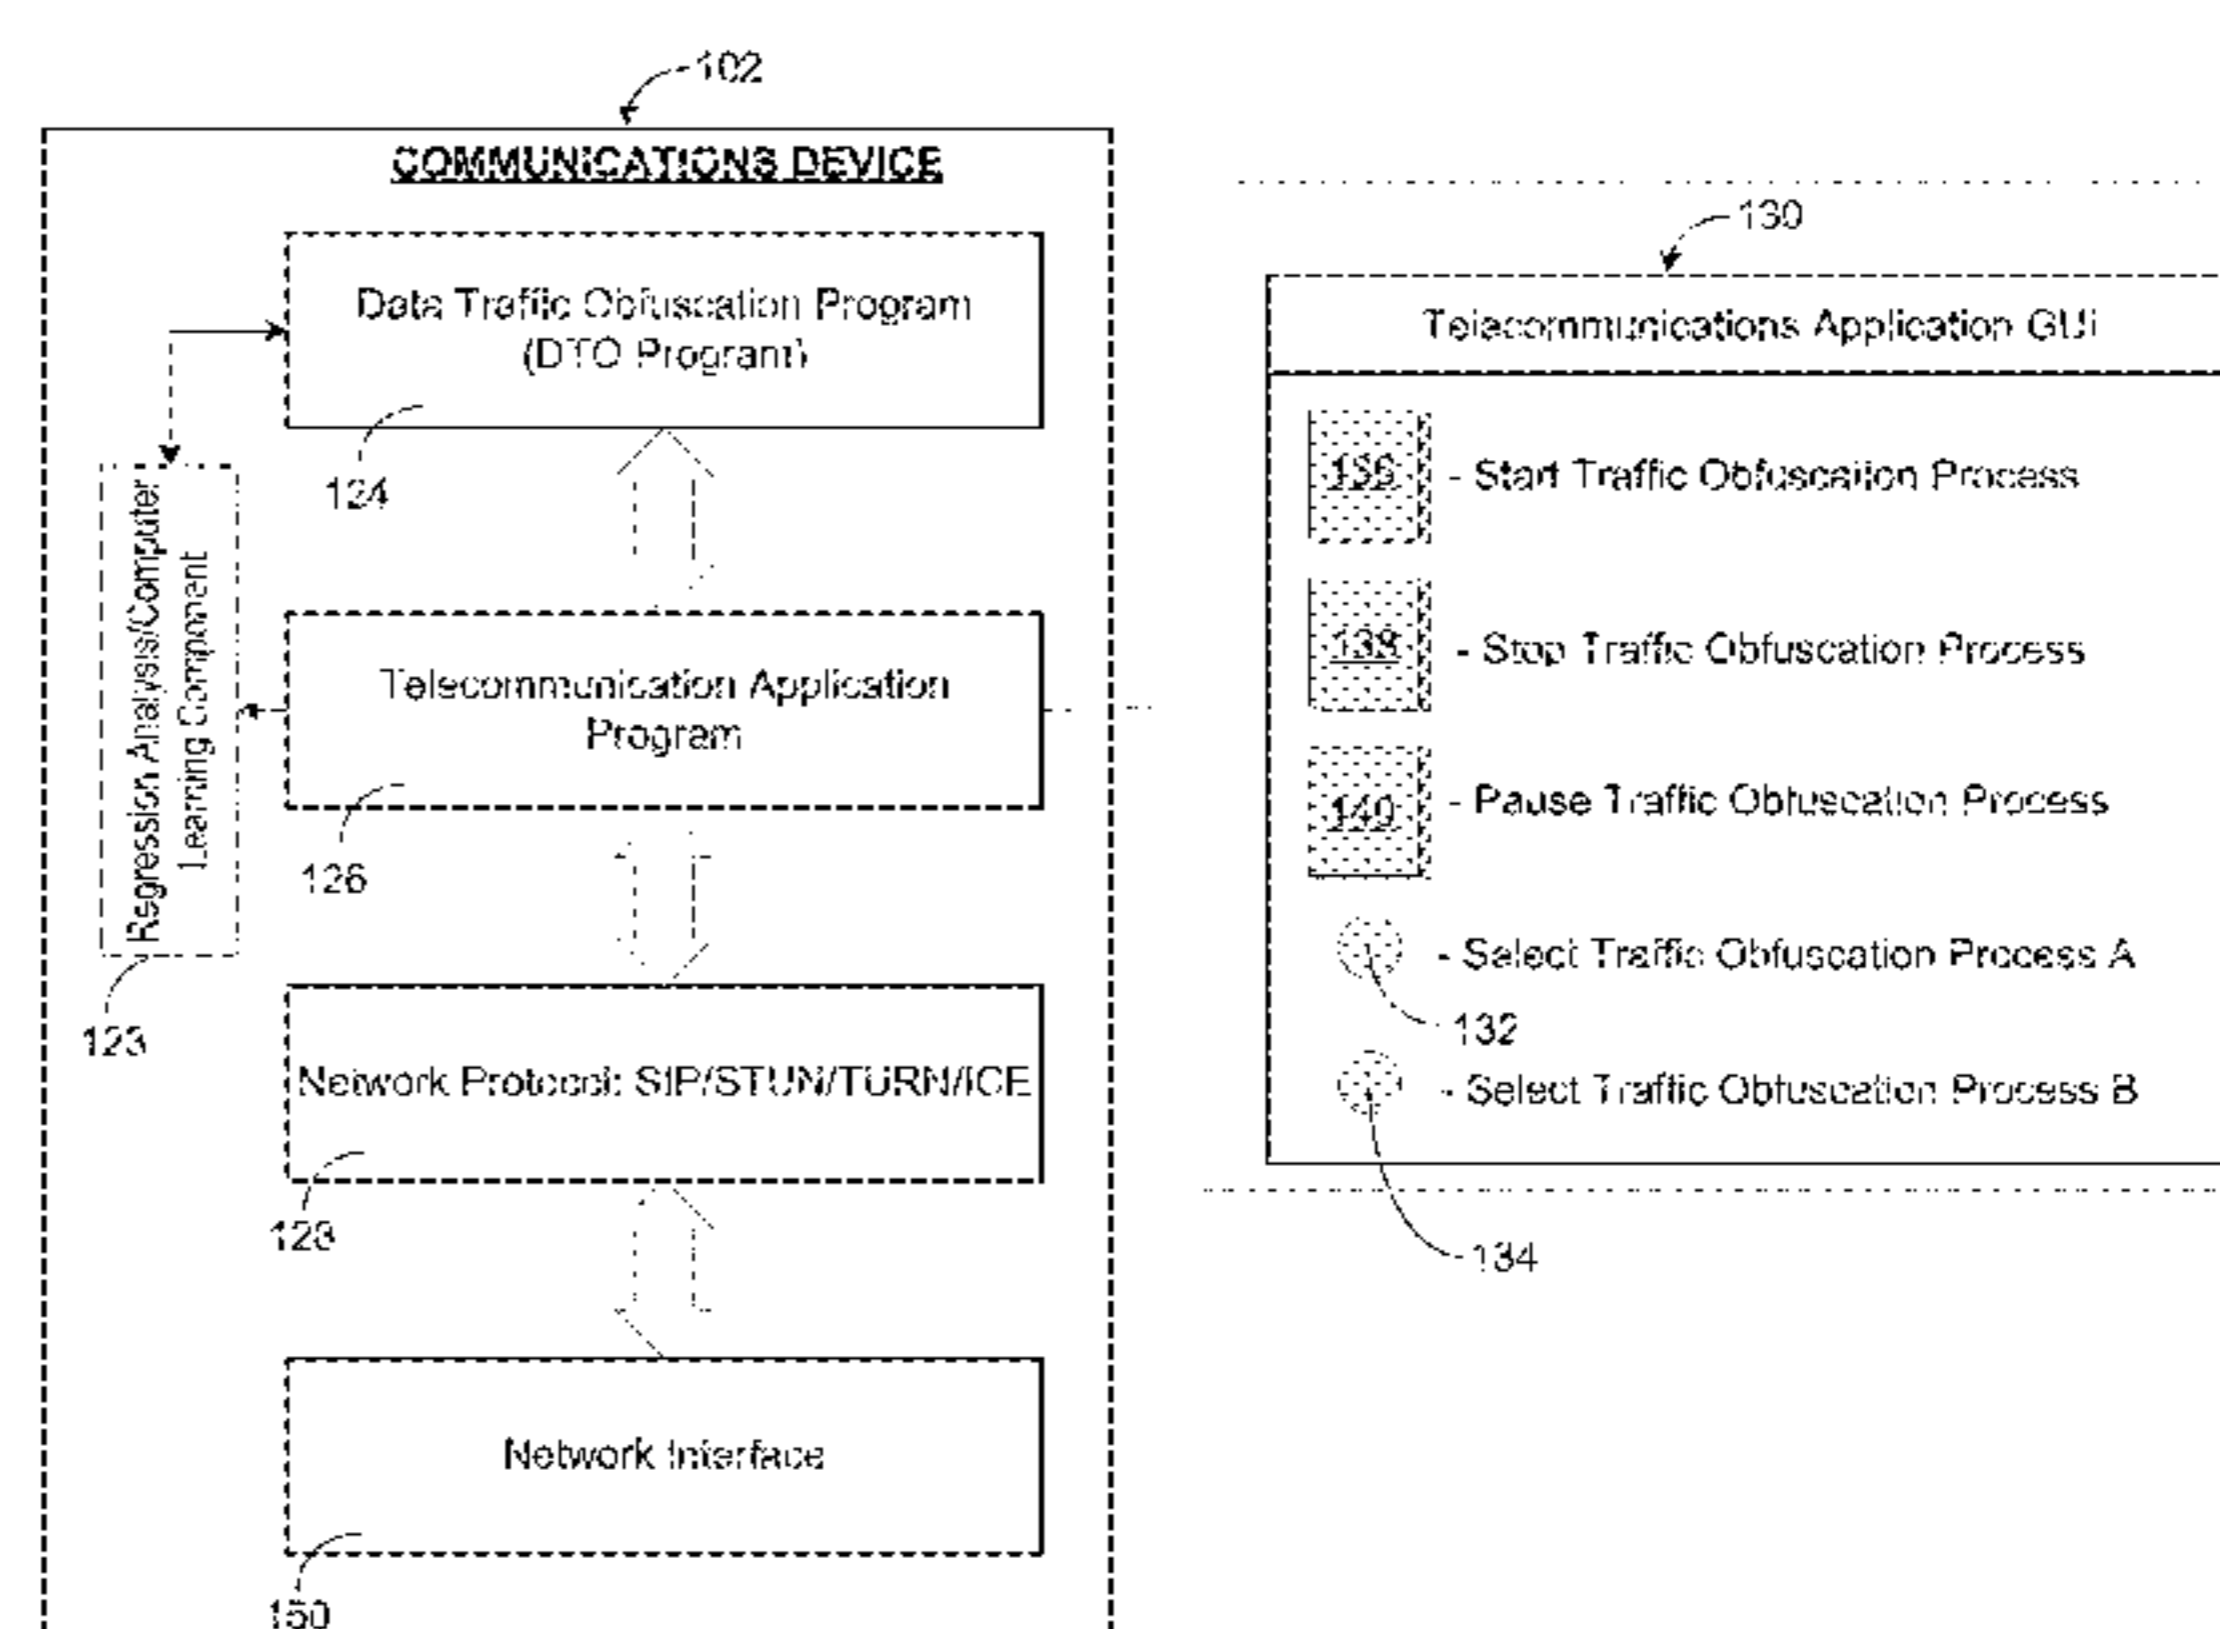 102
COMMUNICATIONS DEVICE
Data Traffic Obfuscation Program
(DTO Program)
124
Regression Analysis/Computer
Learning Component
123
Telecommunication Application
Program
126
Network Protocol: SIP/STUN/TURN/ICE
128
Network Interface
150
130
Telecommunications Application GUI
136 - Start Traffic Obfuscation Process
138 - Stop Traffic Obfuscation Process
140 - Pause Traffic Obfuscation Process
- Select Traffic Obfuscation Process A
132
- Select Traffic Obfuscation Process B
134